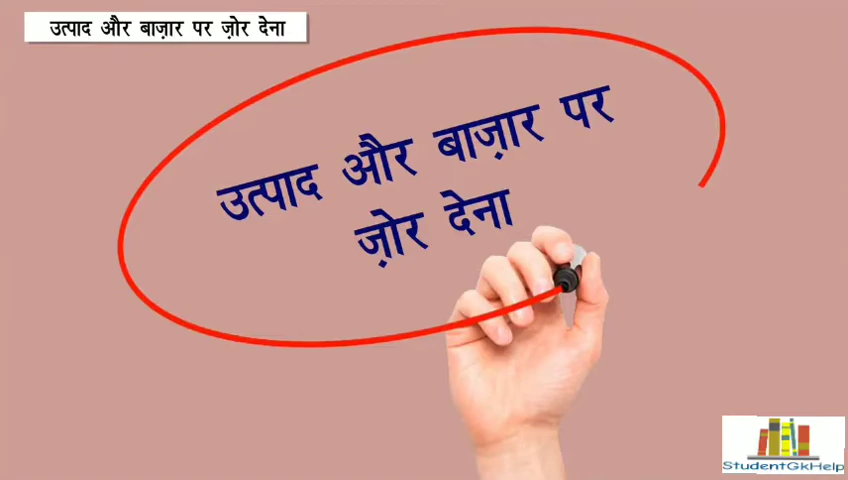 उत्पाद और बाज़ार पर ज़ोर देना
उत्पाद और बाज़ार पर
ज़ोर देना
StudentGkHelp